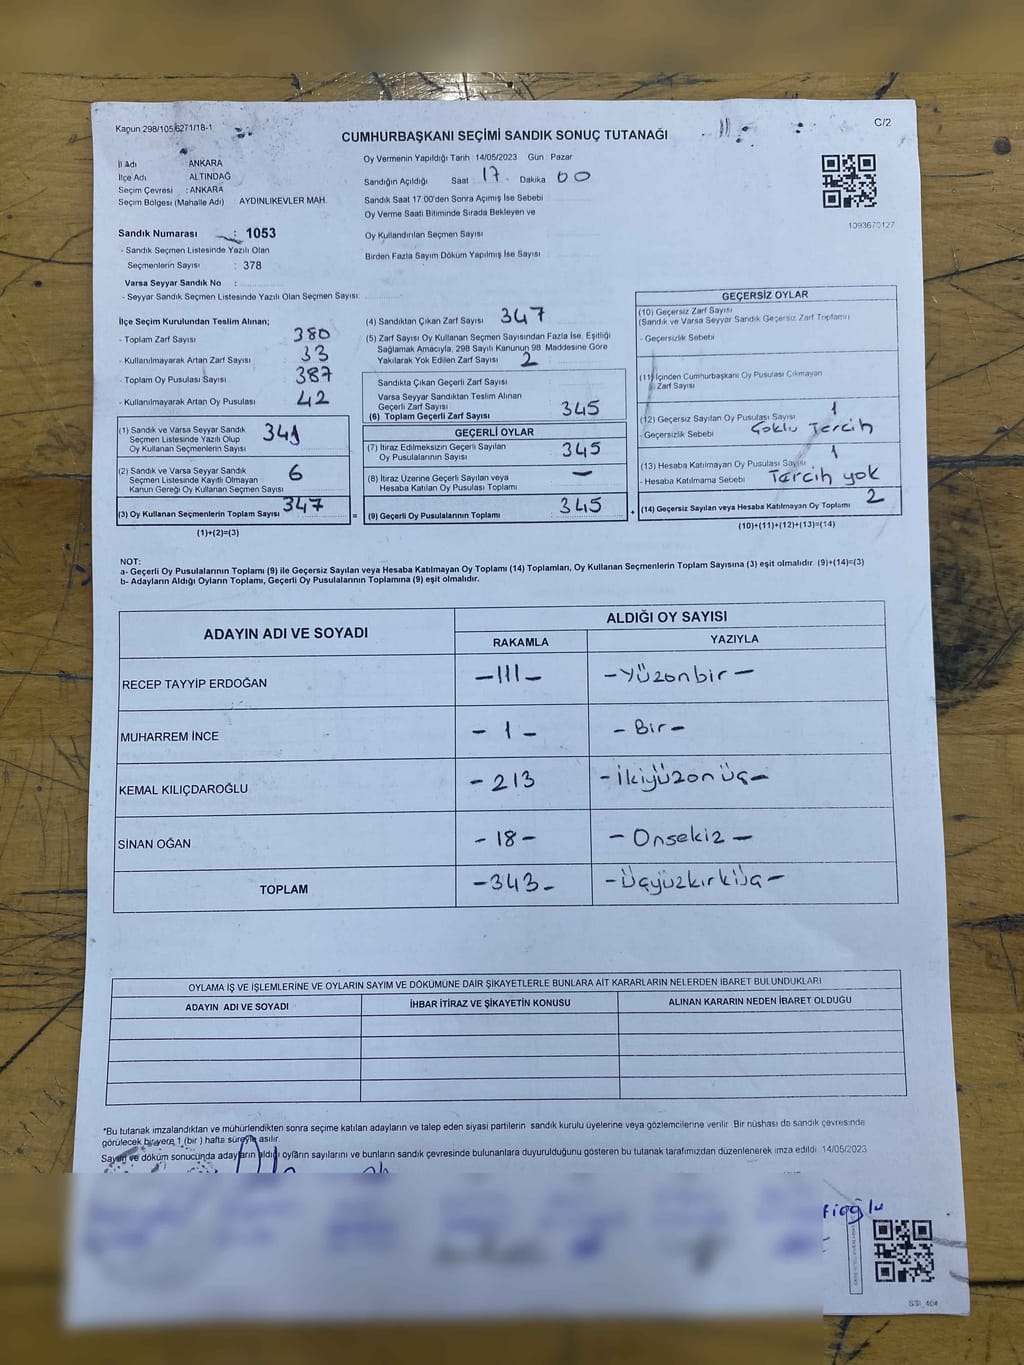 Kanun 298/105,6271/18-1
CUMHURBAŞKANI SEÇİMİ SANDIK SONUÇ TUTANAĞI
C/2
İl Adı ANKARA
İlçe Adı ALTINDAĞ
Seçim Çevresi : ANKARA
Seçim Bölgesi (Mahalle Adı) AYDINLIKEVLER MAH.
Sandık Numarası : 1053
- Sandık Seçmen Listesinde Yazılı Olan
Seçmenlerin Sayısı : 378
Varsa Seyyar Sandık No :
- Seyyar Sandık Seçmen Listesinde Yazılı Olan Seçmen Sayısı:
Oy Vermenin Yapıldığı Tarih 14/05/2023 Gün Pazar
Sandığın Açıldığı Saat 17 Dakika 00
Sandık Saat 17.00'den Sonra Açımış İse Sebebi
Oy Verme Saati Bitiminde Sırada Bekleyen ve
Oy Kullandırılan Seçmen Sayısı
Birden Fazla Sayım Döküm Yapılmış İse Sayısı
1093670127
İlçe Seçim Kurulundan Teslim Alınan;
- Toplam Zarf Sayısı 380
- Kullanılmayarak Artan Zarf Sayısı 33
- Toplam Oy Pusulası Sayısı 387
- Kullanılmayarak Artan Oy Pusulası 42
(1) Sandık ve Varsa Seyyar Sandık
Seçmen Listesinde Yazılı Olup
Oy Kullanan Seçmenlerin Sayısı 341
(2) Sandık ve Varsa Seyyar Sandık
Seçmen Listesinde Kayıtlı Olmayan
Kanun Gereği Oy Kullanan Seçmen Sayısı 6
(3) Oy Kullanan Seçmenlerin Toplam Sayısı 347
(1)+(2)=(3)
(4) Sandıktan Çıkan Zarf Sayısı 347
(5) Zarf Sayısı Oy Kullanan Seçmen Sayısından Fazla İse, Eşitliği
Sağlamak Amacıyla, 298 Sayılı Kanunun 98. Maddesine Göre
Yakılarak Yok Edilen Zarf Sayısı 2
Sandıkta Çıkan Geçerli Zarf Sayısı
Varsa Seyyar Sandıktan Teslim Alınan
Geçerli Zarf Sayısı
(6) Toplam Geçerli Zarf Sayısı 345
GEÇERLİ OYLAR
(7) İtiraz Edilmeksizin Geçerli Sayılan
Oy Pusulalarının Sayısı 345
(8) İtiraz Üzerine Geçerli Sayılan veya
Hesaba Katılan Oy Pusulası Toplamı —
= (9) Geçerli Oy Pusulalarının Toplamı 345
GEÇERSİZ OYLAR
(10) Geçersiz Zarf Sayısı
(Sandık ve Varsa Seyyar Sandık Geçersiz Zarf Toplamı)
- Geçersizlik Sebebi
(11) İçinden Cumhurbaşkanı Oy Pusulası Çıkmayan
Zarf Sayısı
(12) Geçersiz Sayılan Oy Pusulası Sayısı 1
- Geçersizlik Sebebi Çoklu Tercih
(13) Hesaba Katılmayan Oy Pusulası Sayısı 1
- Hesaba Katılmama Sebebi Tercih yok
+ (14) Geçersiz Sayılan veya Hesaba Katılmayan Oy Toplamı 2
(10)+(11)+(12)+(13)=(14)
NOT:
a- Geçerli Oy Pusulalarının Toplamı (9) ile Geçersiz Sayılan veya Hesaba Katılmayan Oy Toplamı (14) Toplamları, Oy Kullanan Seçmenlerin Toplam Sayısına (3) eşit olmalıdır. (9)+(14)=(3)
b- Adayların Aldığı Oyların Toplamı, Geçerli Oy Pusulalarının Toplamına (9) eşit olmalıdır.
ADAYIN ADI VE SOYADI ALDIĞI OY SAYISI
RAKAMLA YAZIYLA
RECEP TAYYİP ERDOĞAN -111- -Yüzonbir-
MUHARREM İNCE -1- -Bir-
KEMAL KILIÇDAROĞLU -213 -İkiyüzonüç-
SİNAN OĞAN -18- -Onsekiz-
TOPLAM -343- -Üçyüzkırküç-
OYLAMA İŞ VE İŞLEMLERİNE VE OYLARIN SAYIM VE DÖKÜMÜNE DAİR ŞİKAYETLERLE BUNLARA AİT KARARLARIN NELERDEN İBARET BULUNDUKLARI
ADAYIN ADI VE SOYADI İHBAR İTİRAZ VE ŞİKAYETİN KONUSU ALINAN KARARIN NEDEN İBARET OLDUĞU
*Bu tutanak imzalandıktan ve mühürlendikten sonra seçime katılan adayların ve talep eden siyasi partilerin sandık kurulu üyelerine veya gözlemcilerine verilir. Bir nüshası da sandık çevresinde
görülecek bir yere 1 (bir) hafta süreyle asılır.
Sayım ve döküm sonucunda adayların aldığı oyların sayılarını ve bunların sandık çevresinde bulunanlara duyurulduğunu gösteren bu tutanak tarafımızdan düzenlenerek imza edildi. 14/05/2023